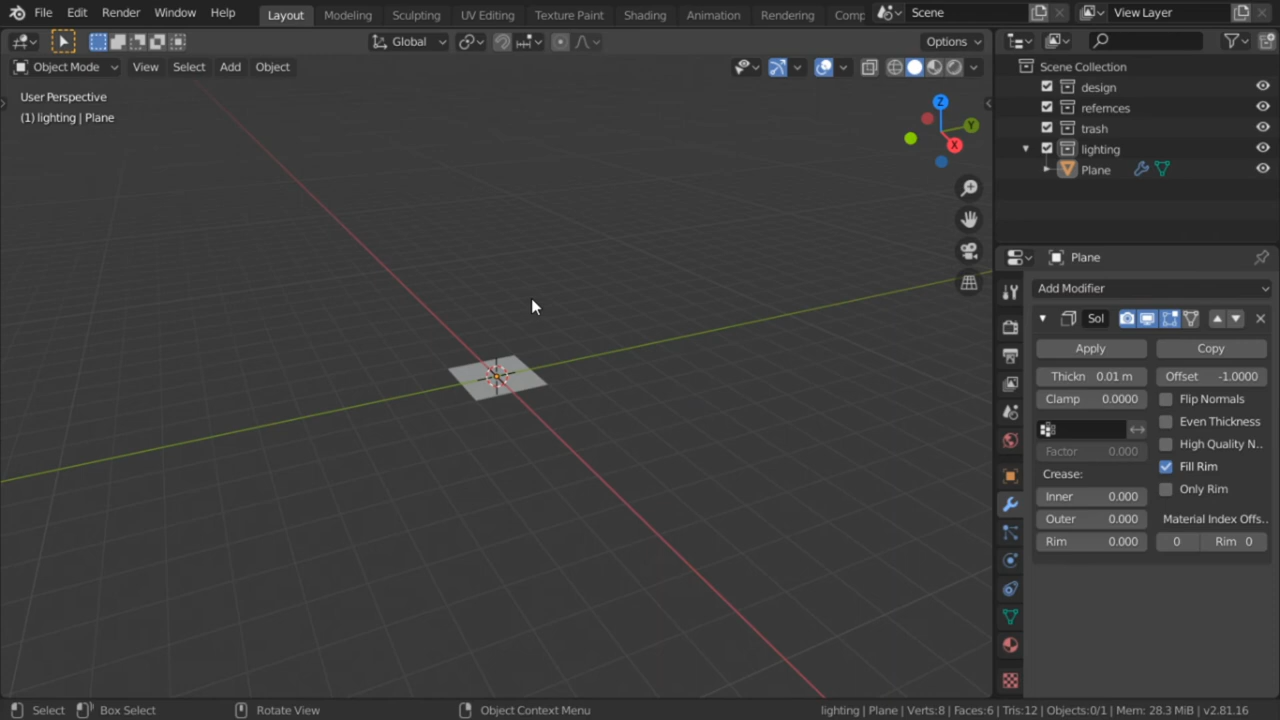 File Edit Render Window Help Layout Modeling Sculpting UV Editing Texture Paint Shading Animation Rendering Comp Scene View Layer
Global Options
Object Mode View Select Add Object
User Perspective
(1) lighting | Plane
Z
Y
X
Scene Collection
design
refemces
trash
lighting
Plane
Plane
Add Modifier
Sol
Apply Copy
Thickn 0.01 m Offset -1.0000
Clamp 0.0000 Flip Normals
Even Thickness
Factor 0.000 High Quality N..
Crease: Fill Rim
Inner 0.000 Only Rim
Outer 0.000 Material Index Offs..
Rim 0.000 0 Rim 0
Select Box Select Rotate View Object Context Menu lighting | Plane | Verts:8 | Faces:6 | Tris:12 | Objects:0/1 | Mem: 28.3 MiB | v2.81.16